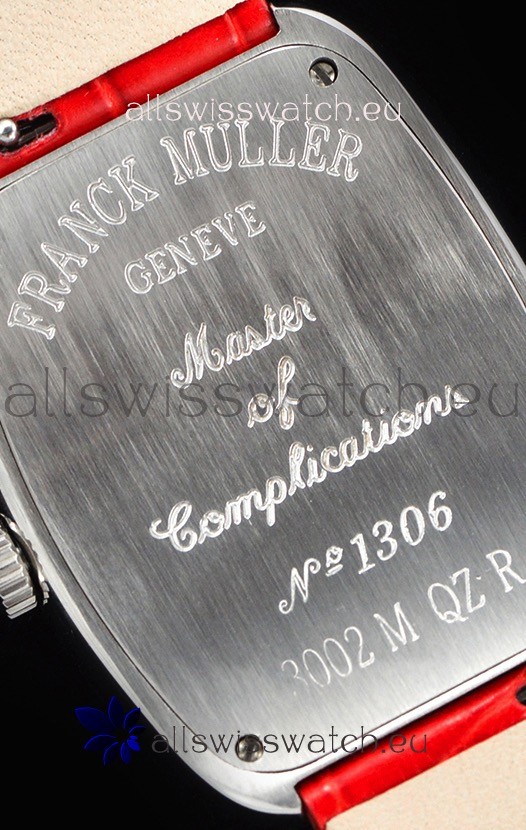 allswisswatch.eu
FRANCK MULLER
GENEVE
Master
allswisswatch.eu
of
Complications
Nº 1306
3002 M QZ R
allswisswatch.eu